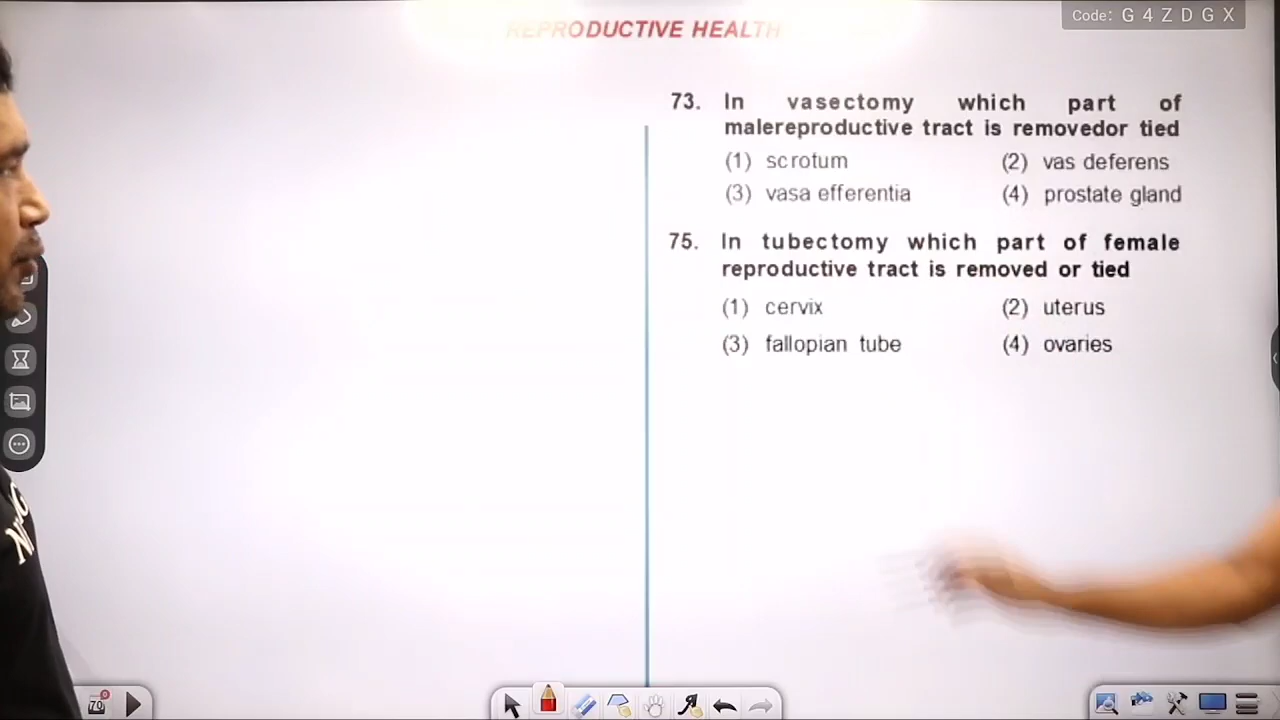 Code: G4ZDGX
REPRODUCTIVE HEALTH
73. In vasectomy which part of
malereproductive tract is removedor tied
(1) scrotum (2) vas deferens
(3) vasa efferentia (4) prostate gland
75. In tubectomy which part of female
reproductive tract is removed or tied
(1) cervix (2) uterus
(3) fallopian tube (4) ovaries
70